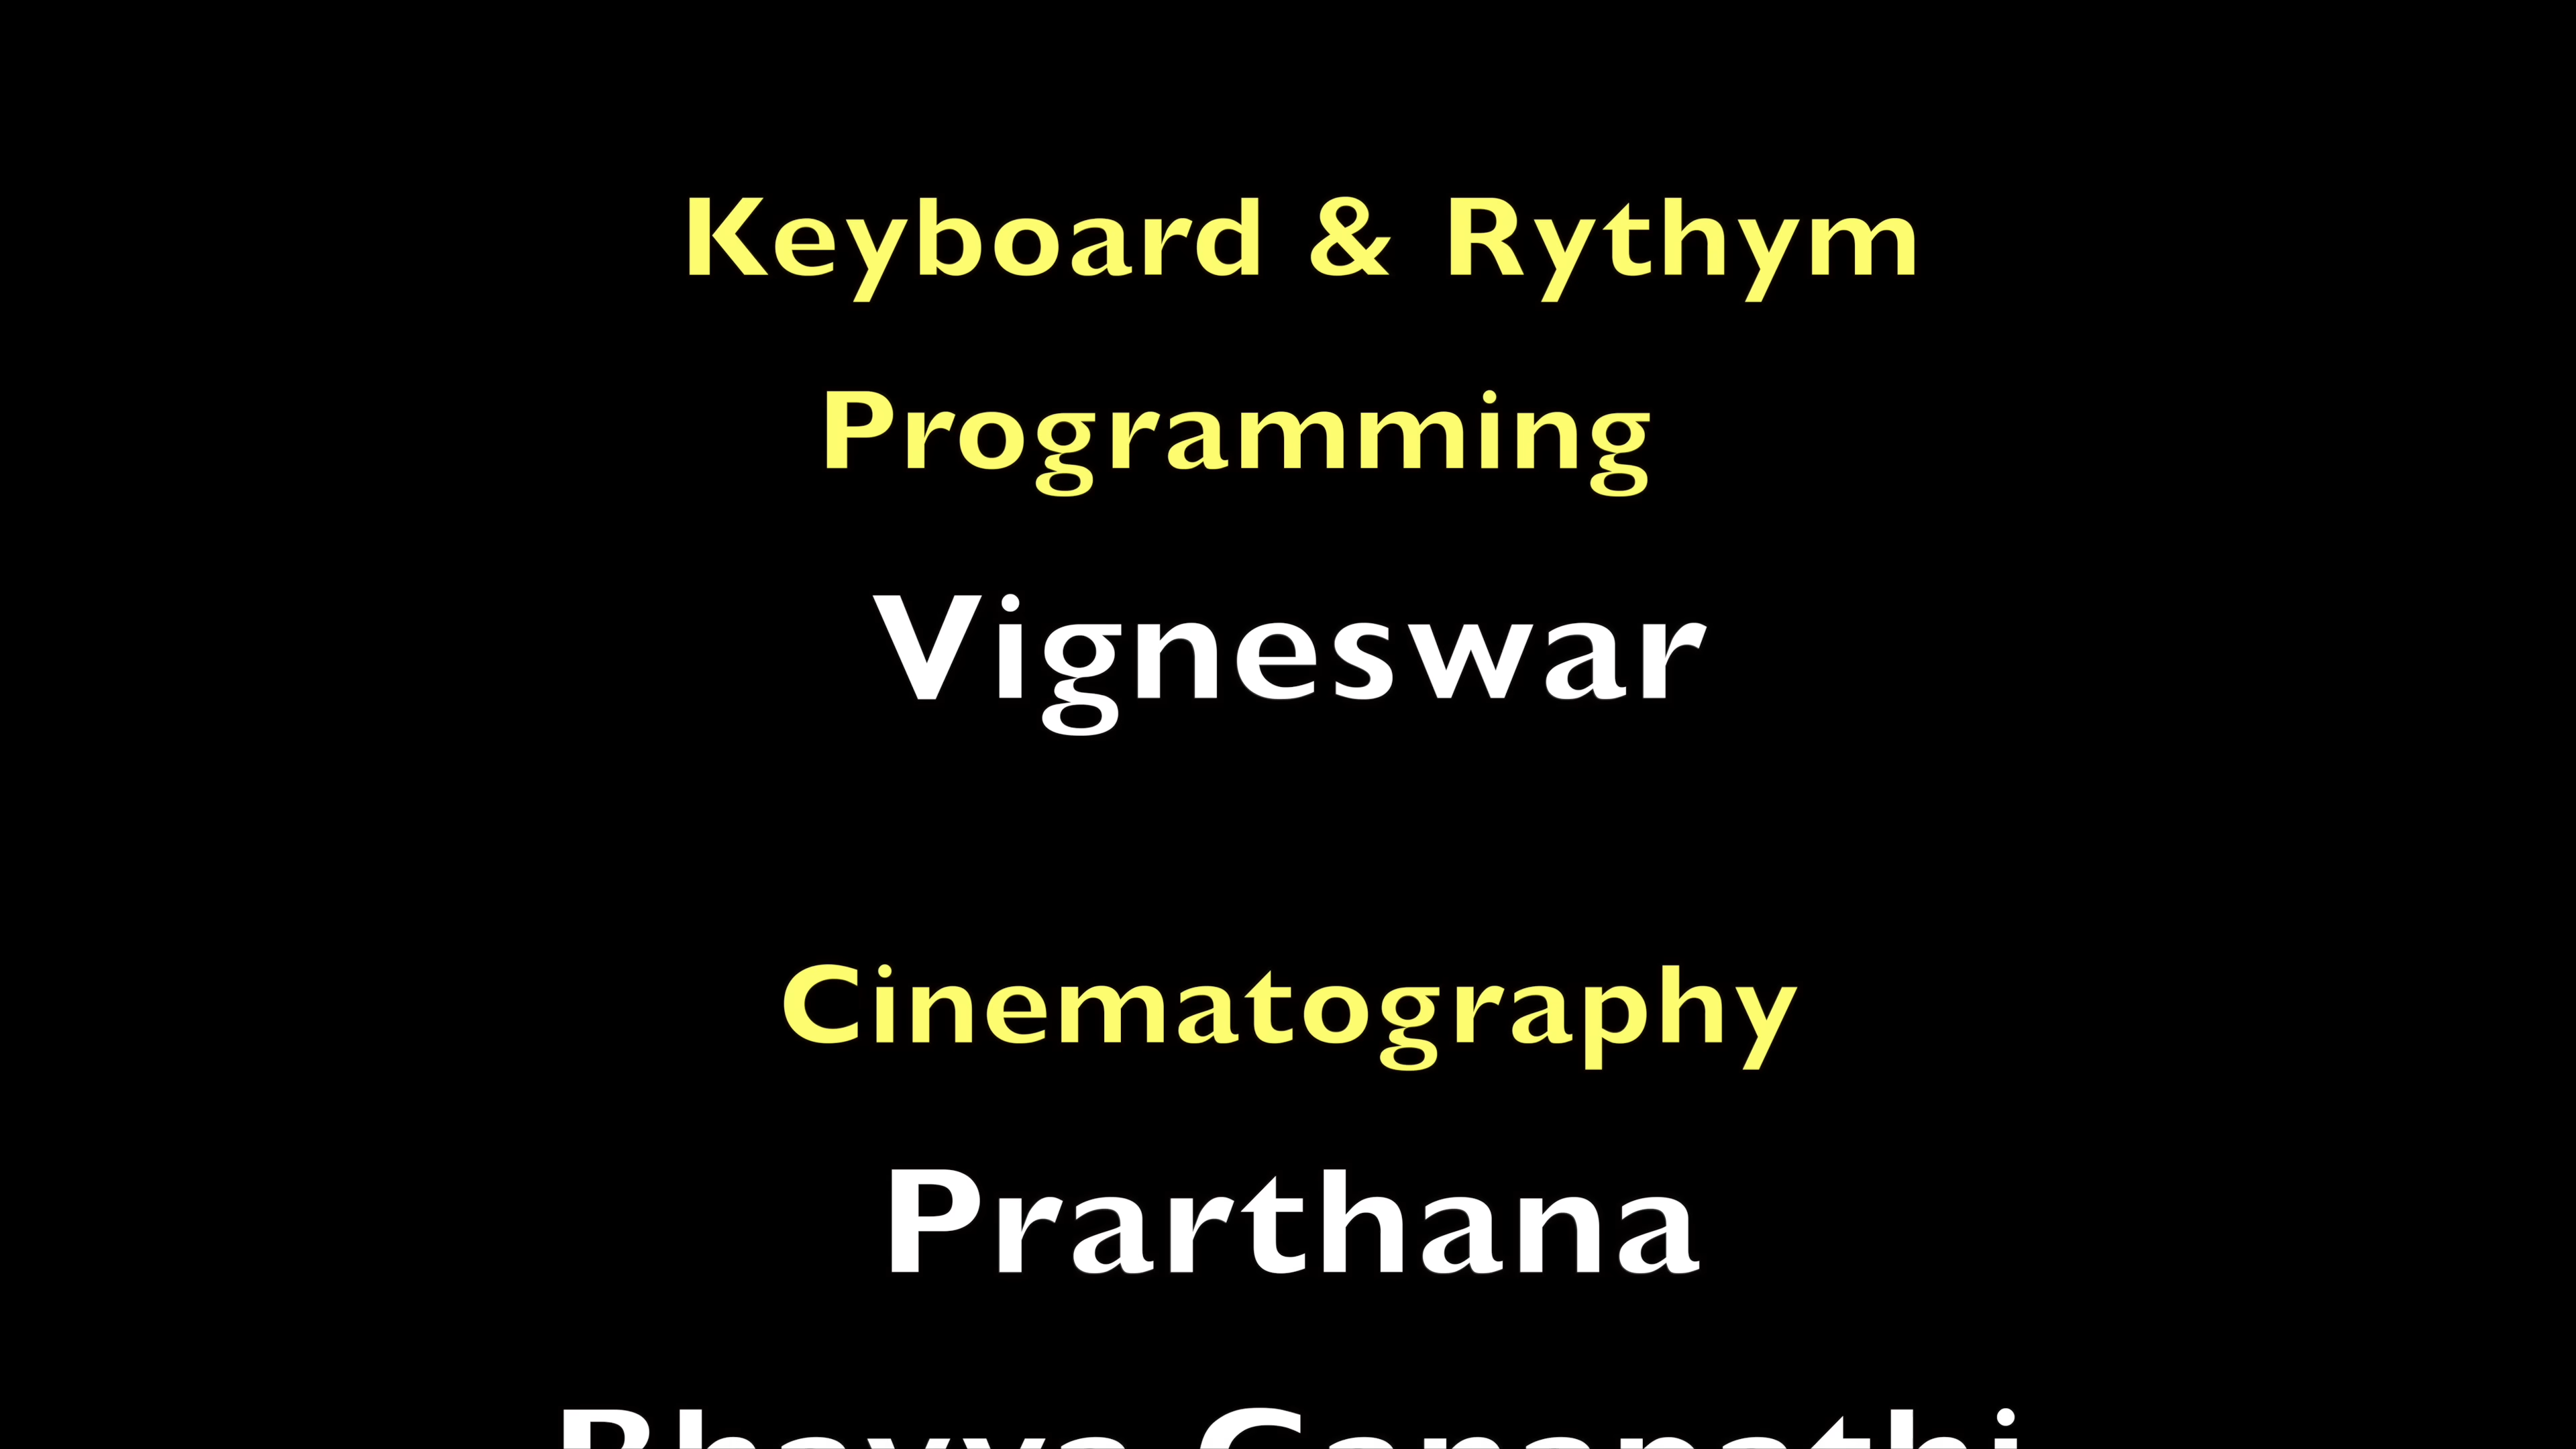 Keyboard & Rythym
Programming
Vigneswar
Cinematography
Prarthana